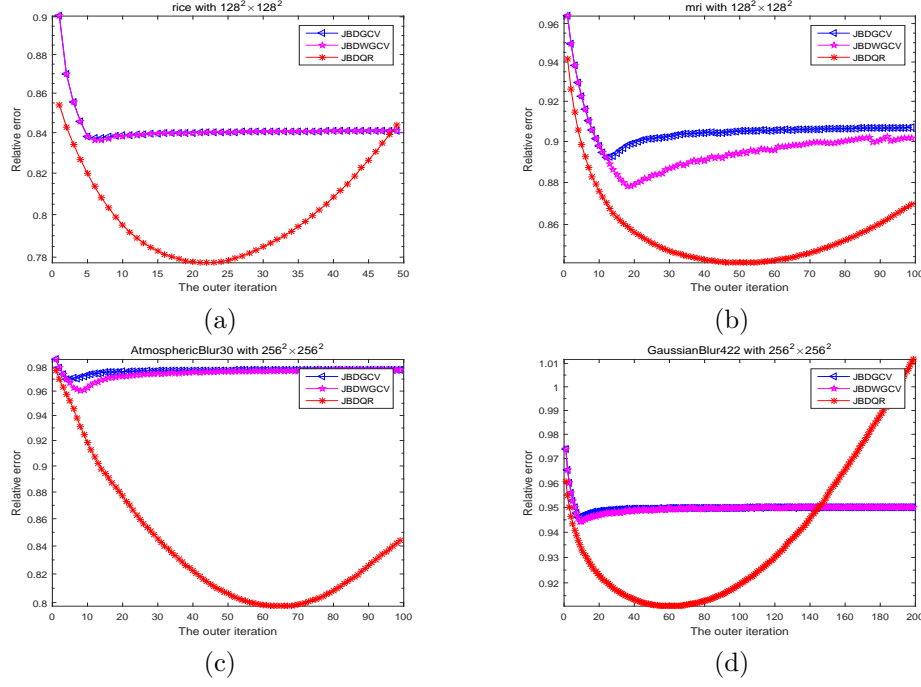 rice with 128²×128²
0.9
0.88
0.86
0.84
0.82
0.8
0.78
Relative error
0 5 10 15 20 25 30 35 40 45 50
The outer iteration
JBDGCV
JBDWGCV
JBDQR
(a)
mri with 128²×128²
0.96
0.94
0.92
0.9
0.88
0.86
Relative error
0 10 20 30 40 50 60 70 80 90 100
The outer iteration
JBDGCV
JBDWGCV
JBDQR
(b)
AtmosphericBlur30 with 256²×256²
0.98
0.96
0.94
0.92
0.9
0.88
0.86
0.84
0.82
0.8
Relative error
0 10 20 30 40 50 60 70 80 90 100
The outer iteration
JBDGCV
JBDWGCV
JBDQR
(c)
GaussianBlur422 with 256²×256²
1.01
1
0.99
0.97
0.95
0.94
0.92
Relative error
0 20 40 60 80 100 120 140 160 180 200
The outer iteration
JBDGCV
JBDWGCV
JBDQR
(d)